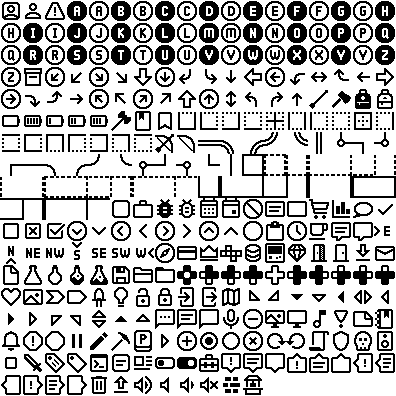 A A B B C C D D E E F F G G H
H I I J J K K L L M M N N O O P P Q
Q R R S S T T U U V V W W X X Y Y Z
Z
E
N NE NW S SE SW W
P